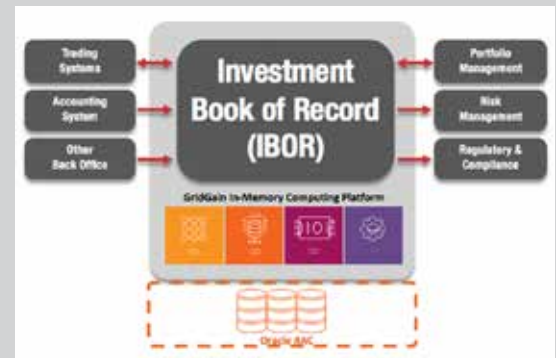 Trading
Systems
Accounting
System
Other
Back Office
Investment
Book of Record
(IBOR)
Portfolio
Management
Risk
Management
Regulatory &
Compliance
GridGain In-Memory Computing Platform
Oracle RAC